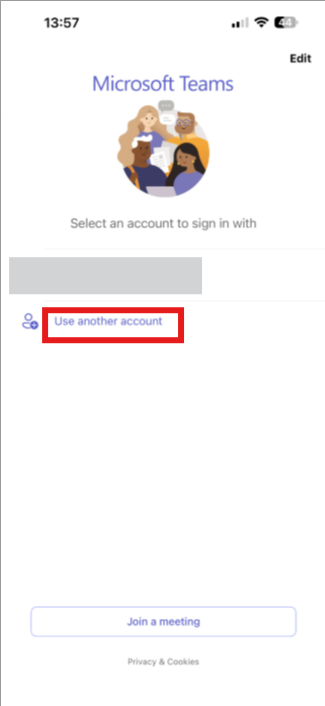 13:57
44
Edit
Microsoft Teams
Select an account to sign in with
Use another account
Join a meeting
Privacy & Cookies